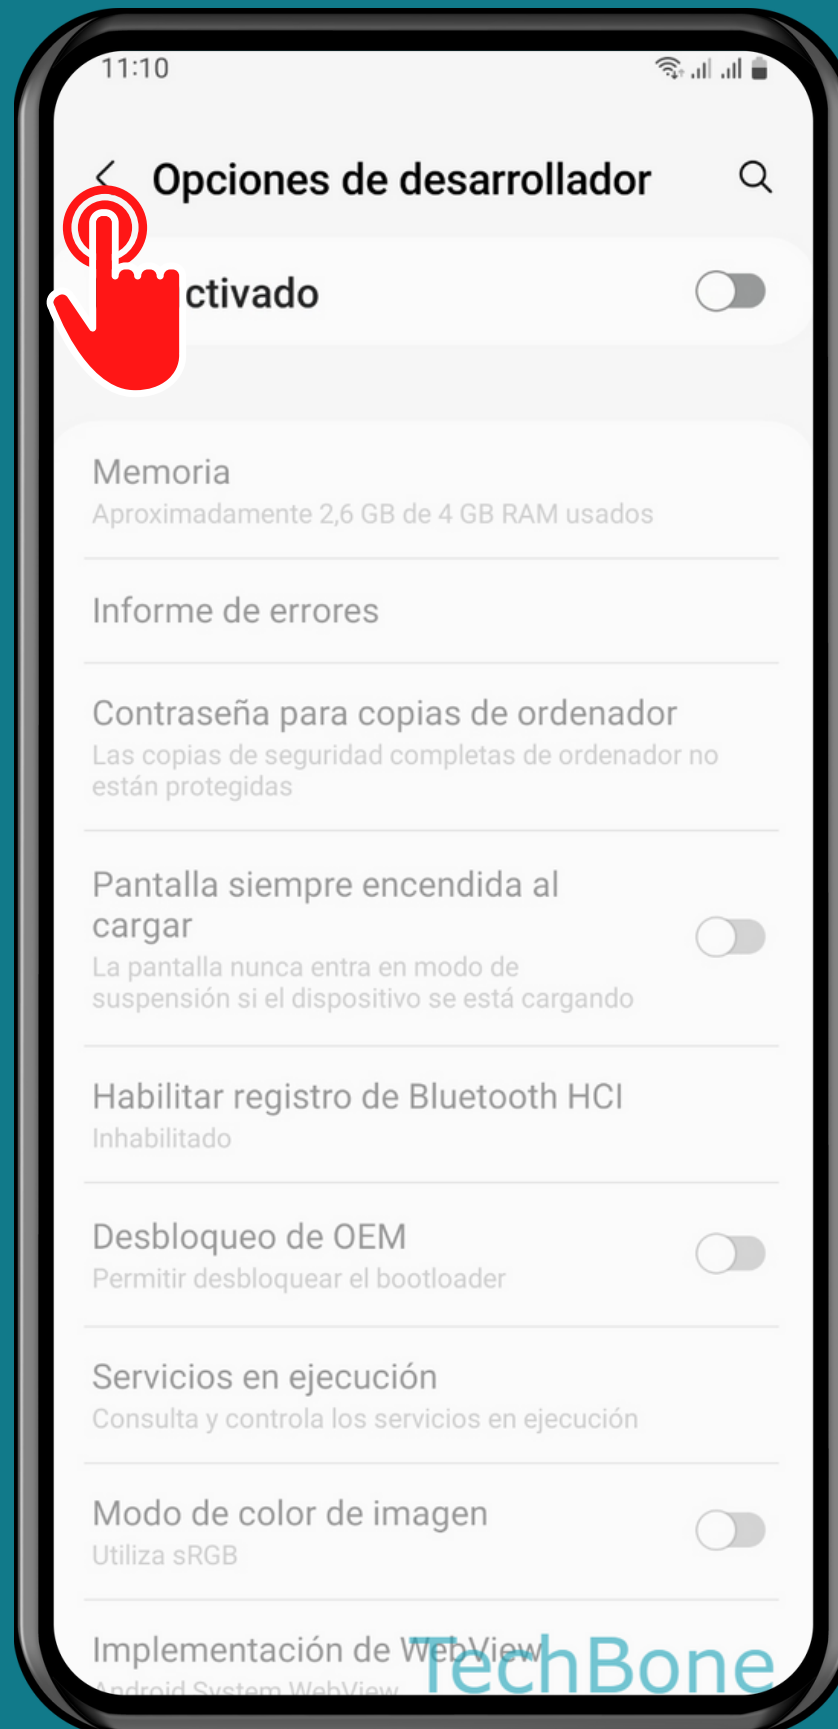 11:10
Opciones de desarrollador
ctivado
Memoria
Aproximadamente 2,6 GB de 4 GB RAM usados
Informe de errores
Contraseña para copias de ordenador
Las copias de seguridad completas de ordenador no
están protegidas
Pantalla siempre encendida al
cargar
La pantalla nunca entra en modo de
suspensión si el dispositivo se está cargando
Habilitar registro de Bluetooth HCI
Inhabilitado
Desbloqueo de OEM
Permitir desbloquear el bootloader
Servicios en ejecución
Consulta y controla los servicios en ejecución
Modo de color de imagen
Utiliza sRGB
Implementación de WebView
Android System WebView
TechBone